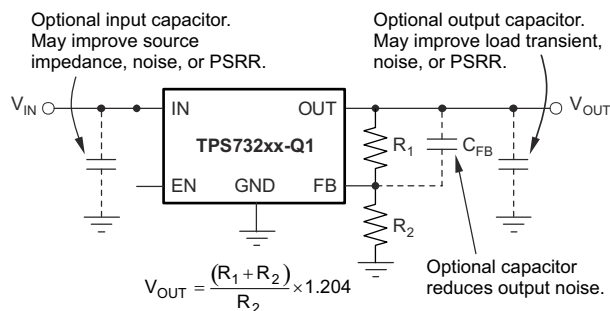 Optional input capacitor.
May improve source
impedance, noise, or PSRR.
Optional output capacitor.
May improve load transient,
noise, or PSRR.
V_IN
IN
OUT
V_OUT
TPS732xx-Q1
R_1
C_FB
EN
GND
FB
R_2
Optional capacitor
reduces output noise.
V_OUT = (R_1 + R_2) / R_2 × 1.204